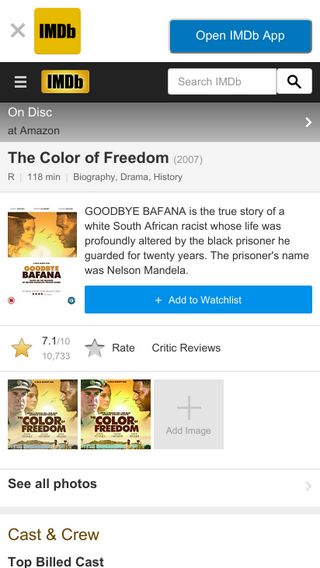 IMDb
Open IMDb App
IMDb
Search IMDb
On Disc
at Amazon
The Color of Freedom (2007)
R | 118 min | Biography, Drama, History
GOODBYE BAFANA is the true story of a
white South African racist whose life was
profoundly altered by the black prisoner he
guarded for twenty years. The prisoner's name
was Nelson Mandela.
GOODBYE
BAFANA
+ Add to Watchlist
7.1/10
10,733
Rate
Critic Reviews
THE
COLOR OF
FREEDOM
THE
COLOR OF
FREEDOM
Add Image
See all photos
Cast & Crew
Top Billed Cast